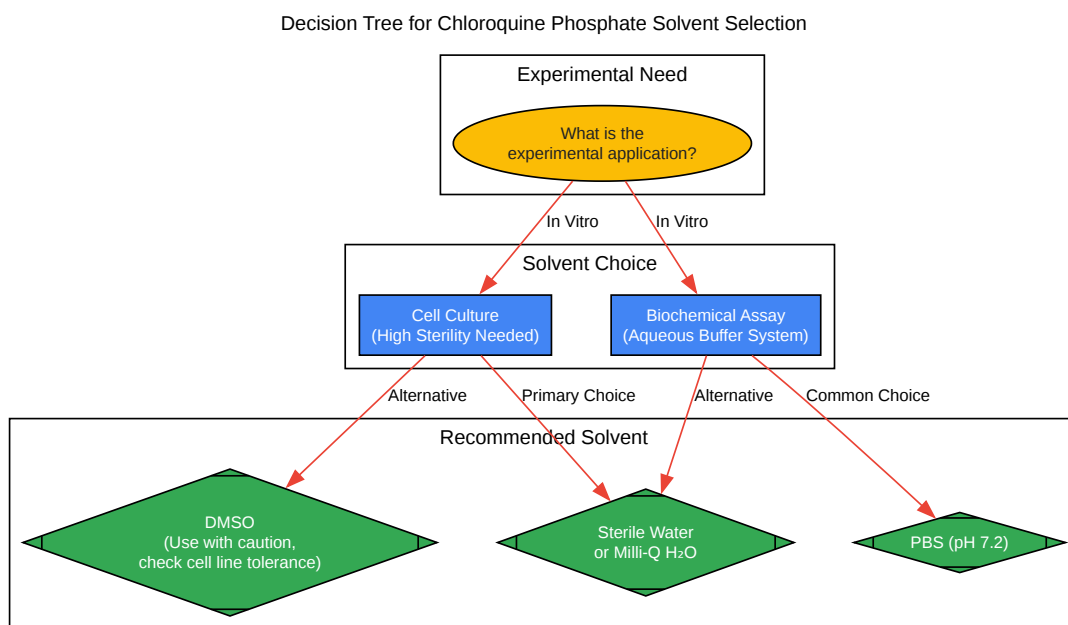 Decision Tree for Chloroquine Phosphate Solvent Selection
Experimental Need
What is the
experimental application?
In Vitro
In Vitro
Solvent Choice
Cell Culture
(High Sterility Needed)
Biochemical Assay
(Aqueous Buffer System)
Alternative
Primary Choice
Alternative
Common Choice
Recommended Solvent
DMSO
(Use with caution,
check cell line tolerance)
Sterile Water
or Milli-Q H₂O
PBS (pH 7.2)